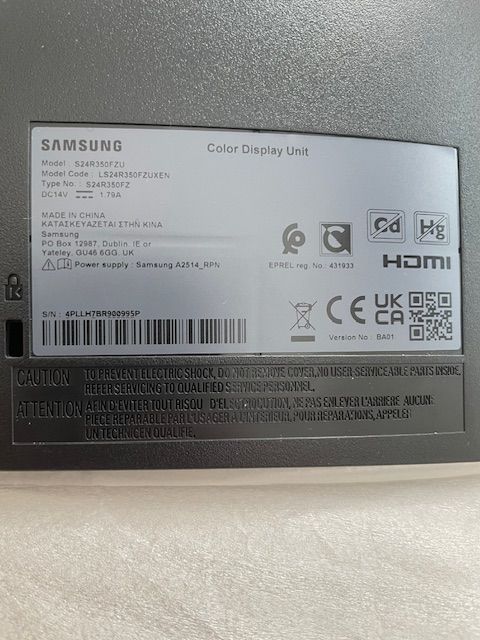 SAMSUNG
Color Display Unit
Model : S24R350FZU
Model Code : LS24R350FZUXEN
Type No : S24R350FZ
DC14V 1.79A
MADE IN CHINA
ΚΑΤΑΣΚΕΥΑΖΕΤΑΙ ΣΤΗΝ ΚΙΝΑ
Samsung
PO Box 12987, Dublin. IE or
Yateley, GU46 6GG. UK
Power supply : Samsung A2514_RPN
Cd
Hg
EPREL reg. No.: 431933
HDMI
S/N : 4PLLH7BR900995P
CE
UK
CA
Version No : BA01
CAUTION
TO PREVENT ELECTRIC SHOCK, DO NOT REMOVE COVER, NO USER SERVICEABLE PARTS INSIDE.
REFER SERVICING TO QUALIFIED SERVICE PERSONNEL.
ATTENTION
AFIN D'EVITER TOUT RISQU D'ELECTROCUTION, NE PAS ENLEVER L'ARRIERE AUCUNE
PIECE REPARABLE PAR L'USAGER A L'INTERIEUR, POUR REPARATIONS, APPELER
UN TECHNICEN QUALIFIE.